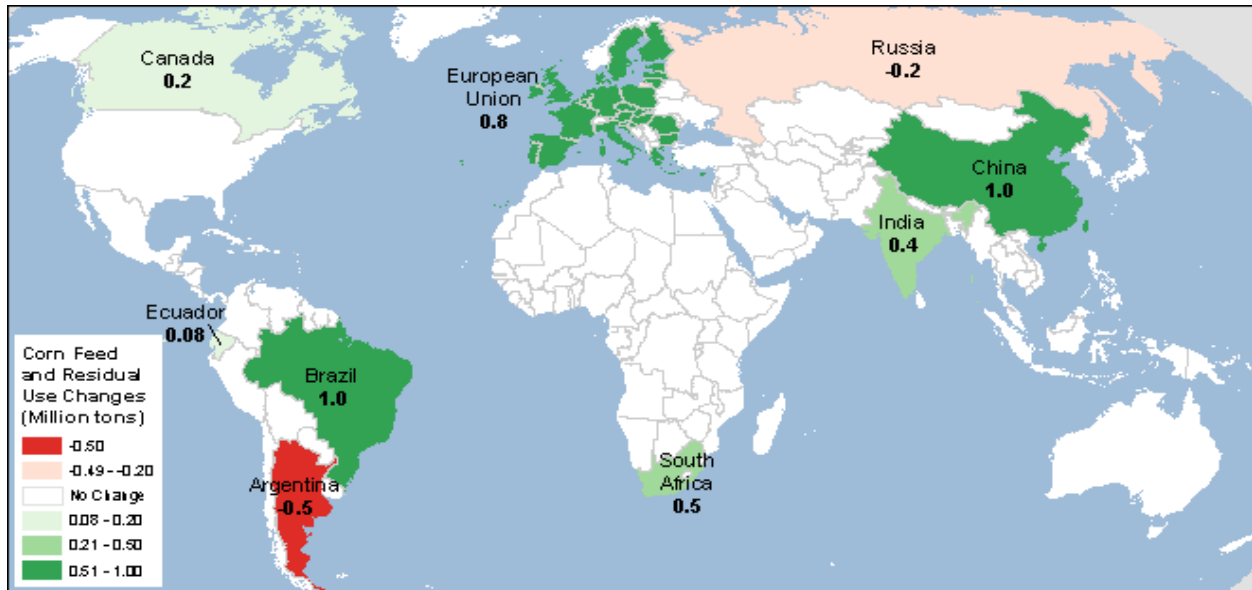 Canada
0.2
European
Union
0.8
Russia
-0.2
China
1.0
India
0.4
Ecuador
0.08
Brazil
1.0
Argentina
-0.5
South
Africa
0.5
Corn Feed
and Residual
Use Changes
(Million tons)
-0.50
-0.49 - -0.20
No Change
0.08 - 0.20
0.21 - 0.50
0.51 - 1.00